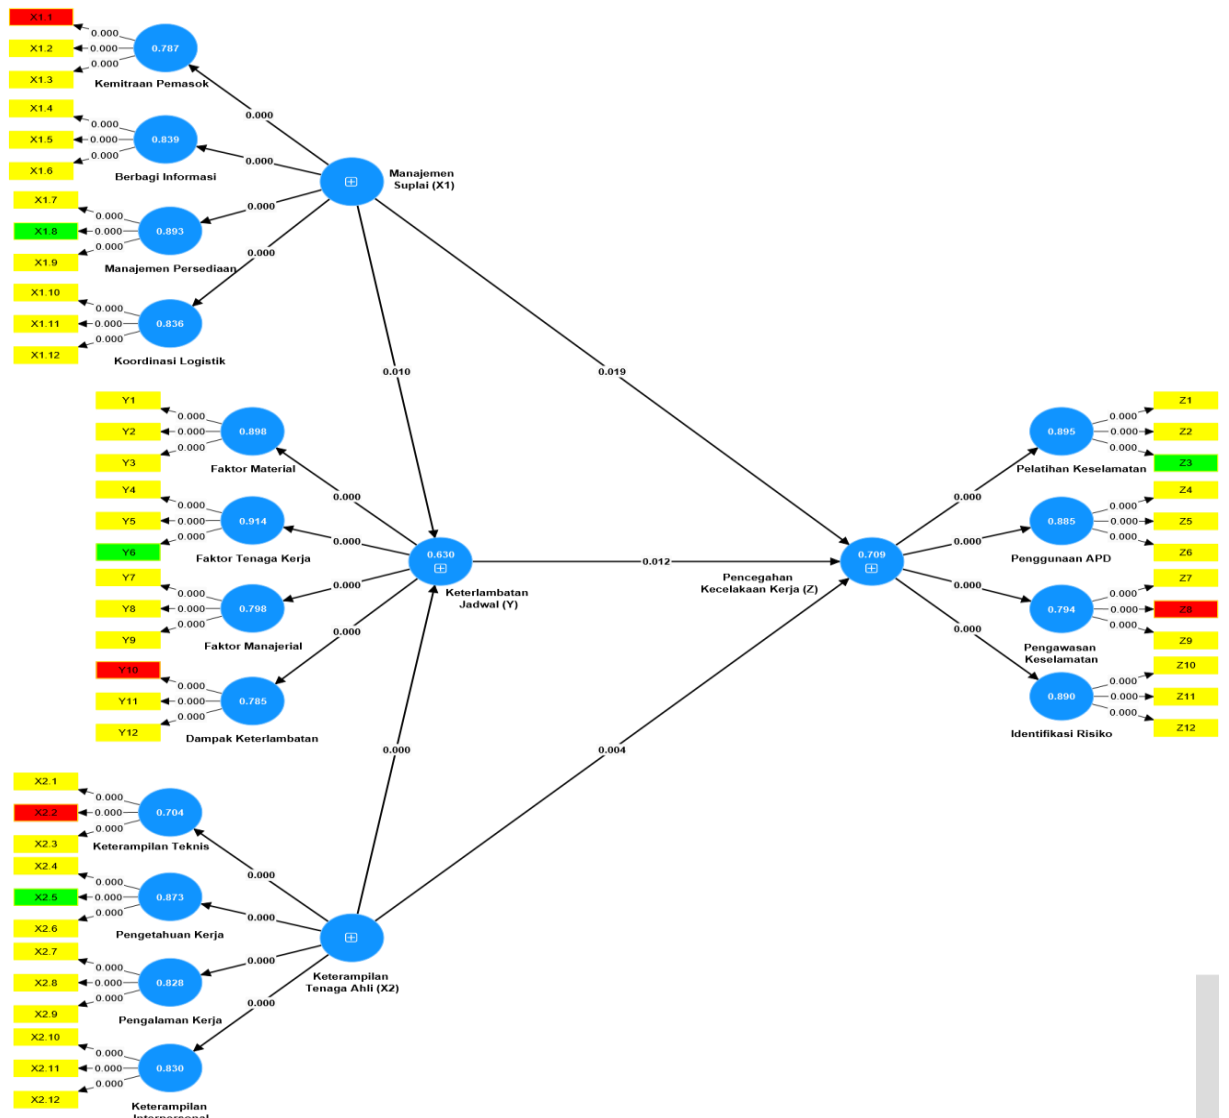 X1.1
X1.2
X1.3
0.000
0.000
0.000
0.787
Kemitraan Pemasok
0.000
X1.4
X1.5
X1.6
0.000
0.000
0.000
0.839
Berbagi Informasi
0.000
X1.7
X1.8
X1.9
0.000
0.000
0.000
0.893
Manajemen Persediaan
0.000
X1.10
X1.11
X1.12
0.000
0.000
0.000
0.836
Koordinasi Logistik
0.000
Manajemen
Suplai (X1)
0.010
0.019
Y1
Y2
Y3
0.000
0.000
0.000
0.898
Faktor Material
0.000
Y4
Y5
Y6
0.000
0.000
0.000
0.914
Faktor Tenaga Kerja
0.000
Y7
Y8
Y9
0.000
0.000
0.000
0.798
Faktor Manajerial
0.000
Y10
Y11
Y12
0.000
0.000
0.000
0.785
Dampak Keterlambatan
0.000
0.630
Keterlambatan
Jadwal (Y)
0.012
0.709
Pencegahan
Kecelakaan Kerja (Z)
0.000
0.895
Pelatihan Keselamatan
0.000
0.000
0.000
Z1
Z2
Z3
0.000
0.885
Penggunaan APD
0.000
0.000
0.000
Z4
Z5
Z6
0.000
0.794
Pengawasan
Keselamatan
0.000
0.000
0.000
Z7
Z8
Z9
0.000
0.890
Identifikasi Risiko
0.000
0.000
0.000
Z10
Z11
Z12
0.000
0.004
X2.1
X2.2
X2.3
0.000
0.000
0.000
0.704
Keterampilan Teknis
0.000
X2.4
X2.5
X2.6
0.000
0.000
0.000
0.873
Pengetahuan Kerja
0.000
X2.7
X2.8
X2.9
0.000
0.000
0.000
0.828
Pengalaman Kerja
0.000
X2.10
X2.11
X2.12
0.000
0.000
0.000
0.830
Keterampilan
Interpersonal
0.000
Keterampilan
Tenaga Ahli (X2)